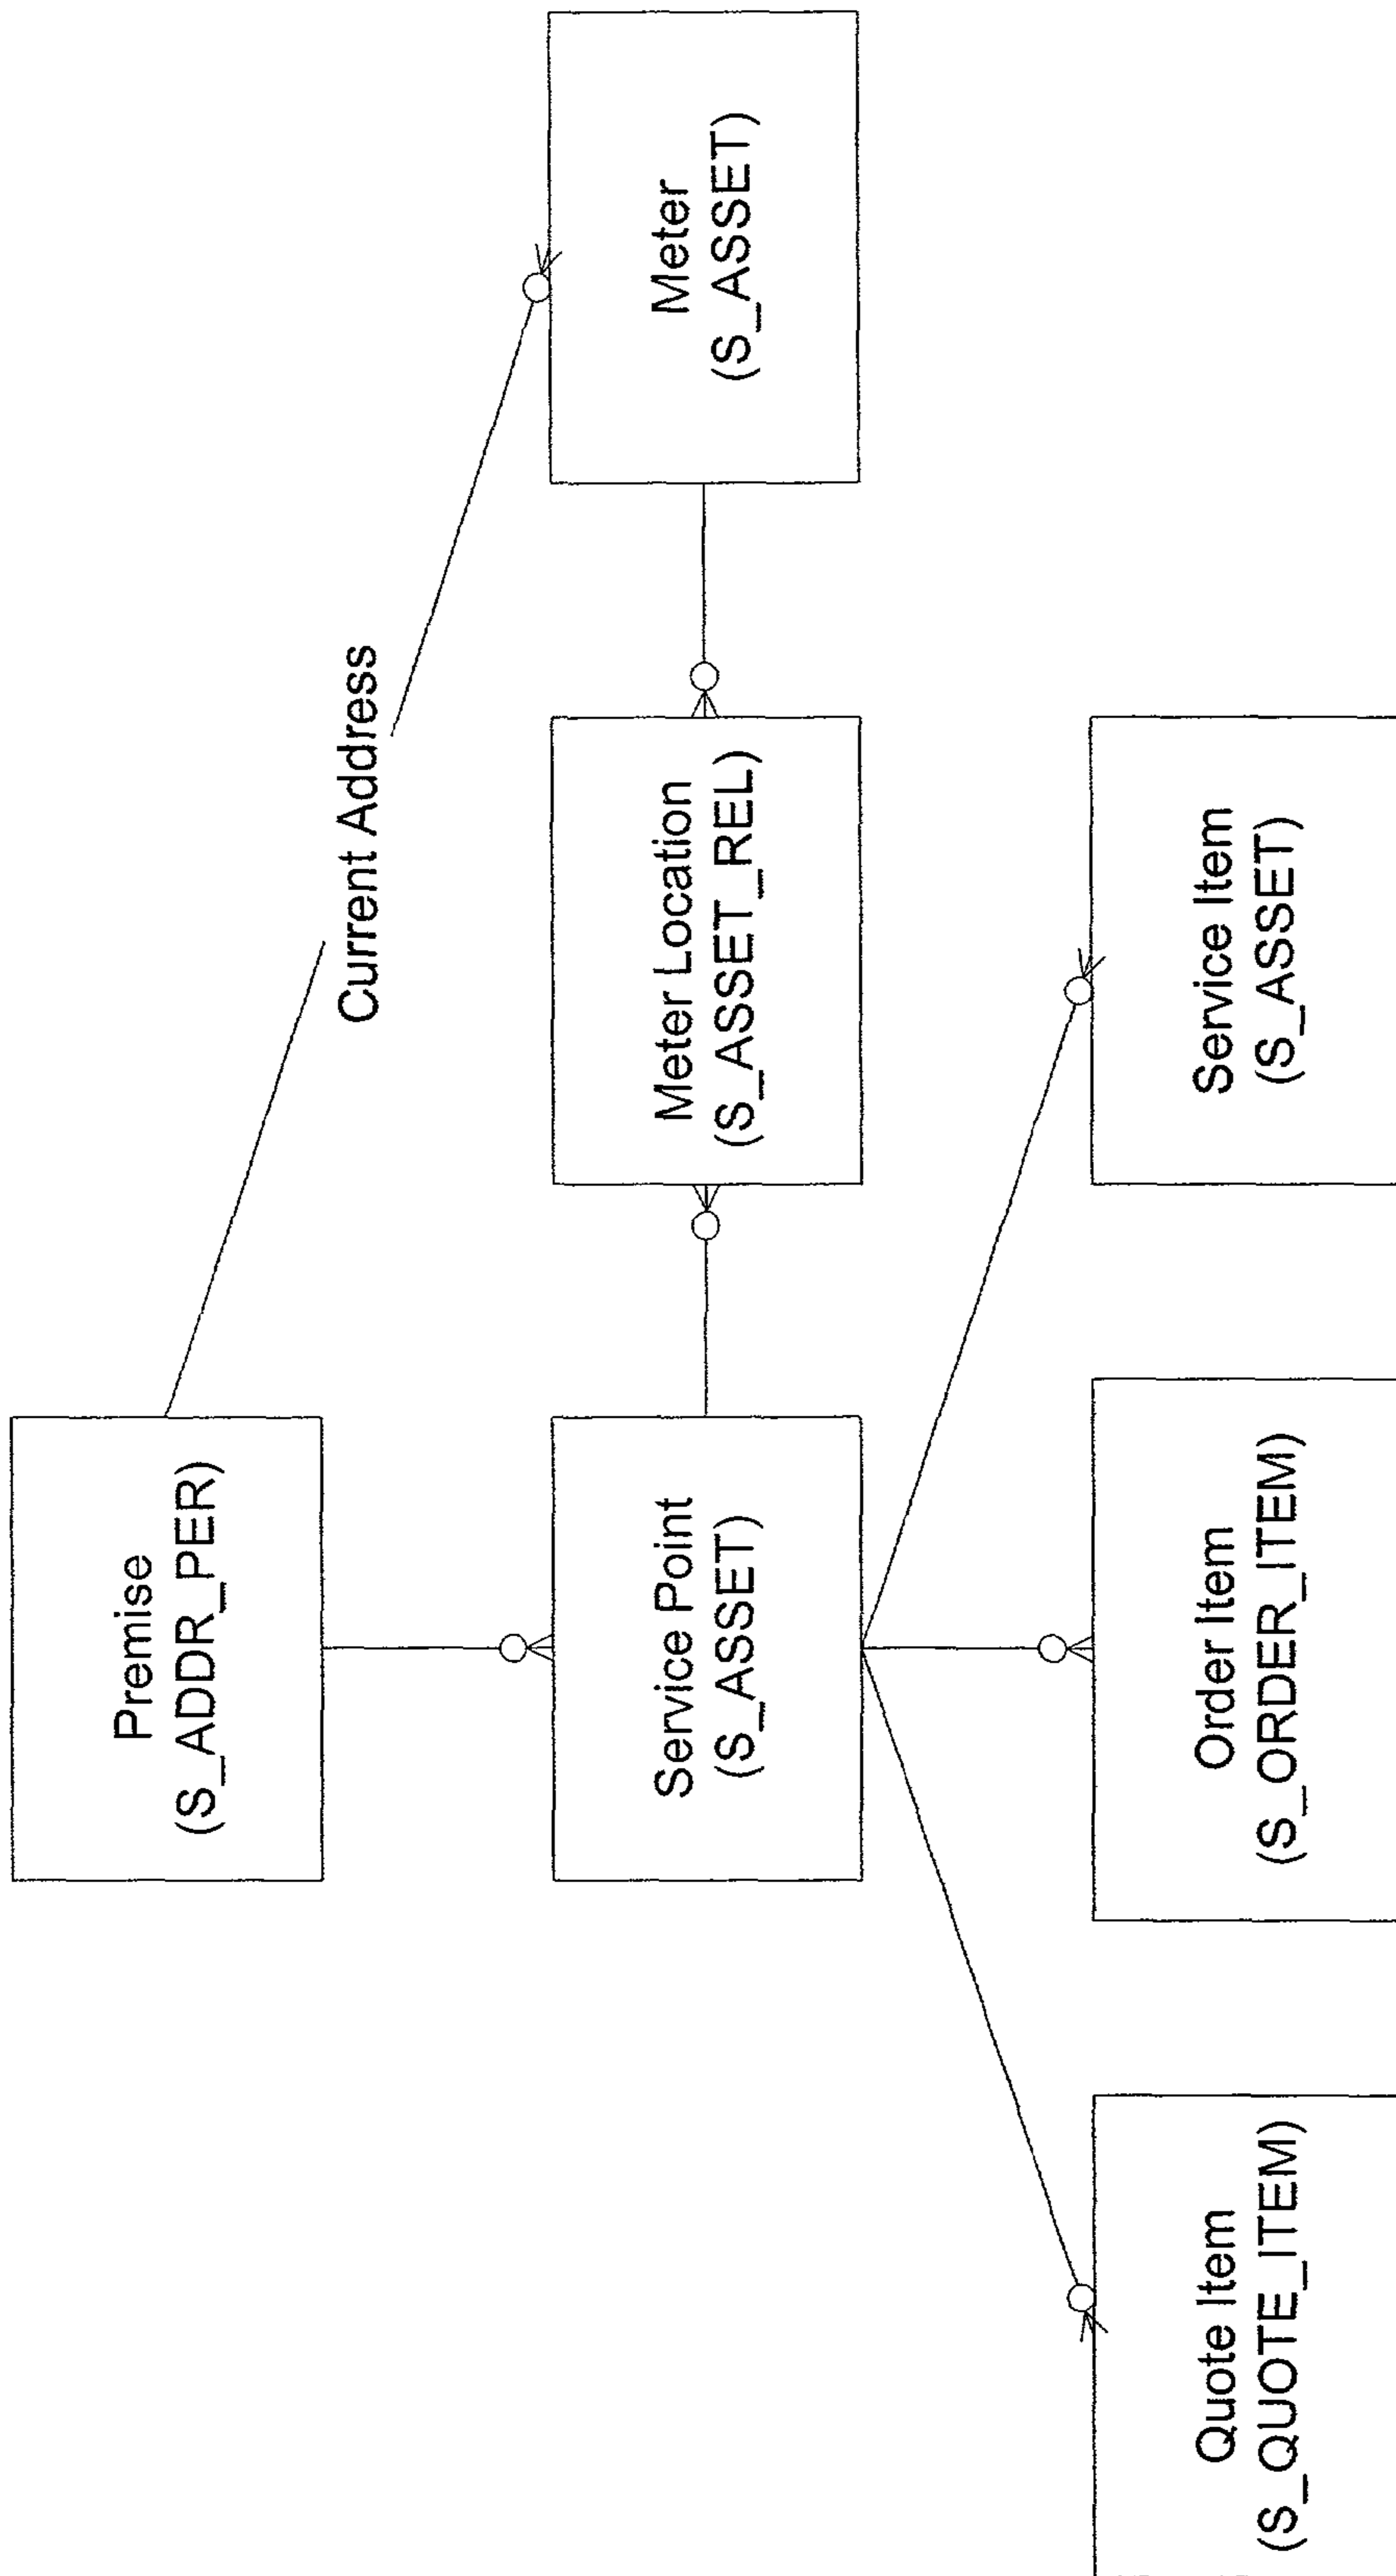 Premise
(S_ADDR_PER)
Current Address
Service Point
(S_ASSET)
Meter Location
(S_ASSET_REL)
Meter
(S_ASSET)
Quote Item
(S_QUOTE_ITEM)
Order Item
(S_ORDER_ITEM)
Service Item
(S_ASSET)